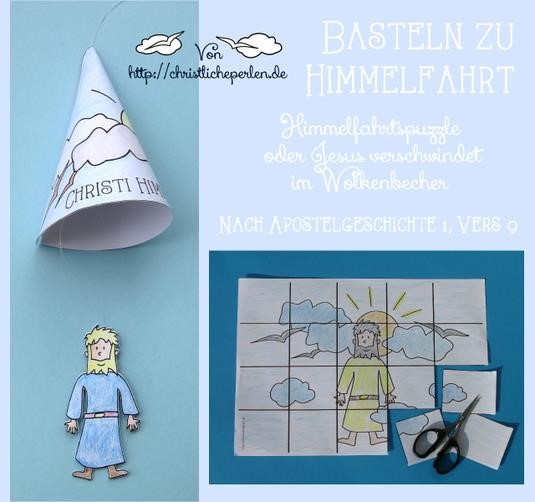 Von
http://christlicheperlen.de
BASTELN ZU
HIMMELFAHRT
Himmelfahrtspuzzle
oder Jesus verschwindet
im Wolkenbecher
NACH APOSTELGESCHICHTE 1, VERS 9
CHRISTI HIM